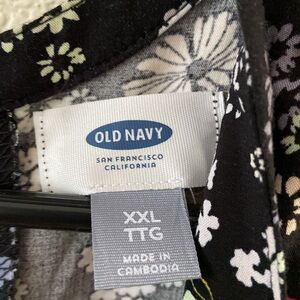 OLD NAVY
SAN FRANCISCO
CALIFORNIA
XXL
TTG
MADE IN
CAMBODIA